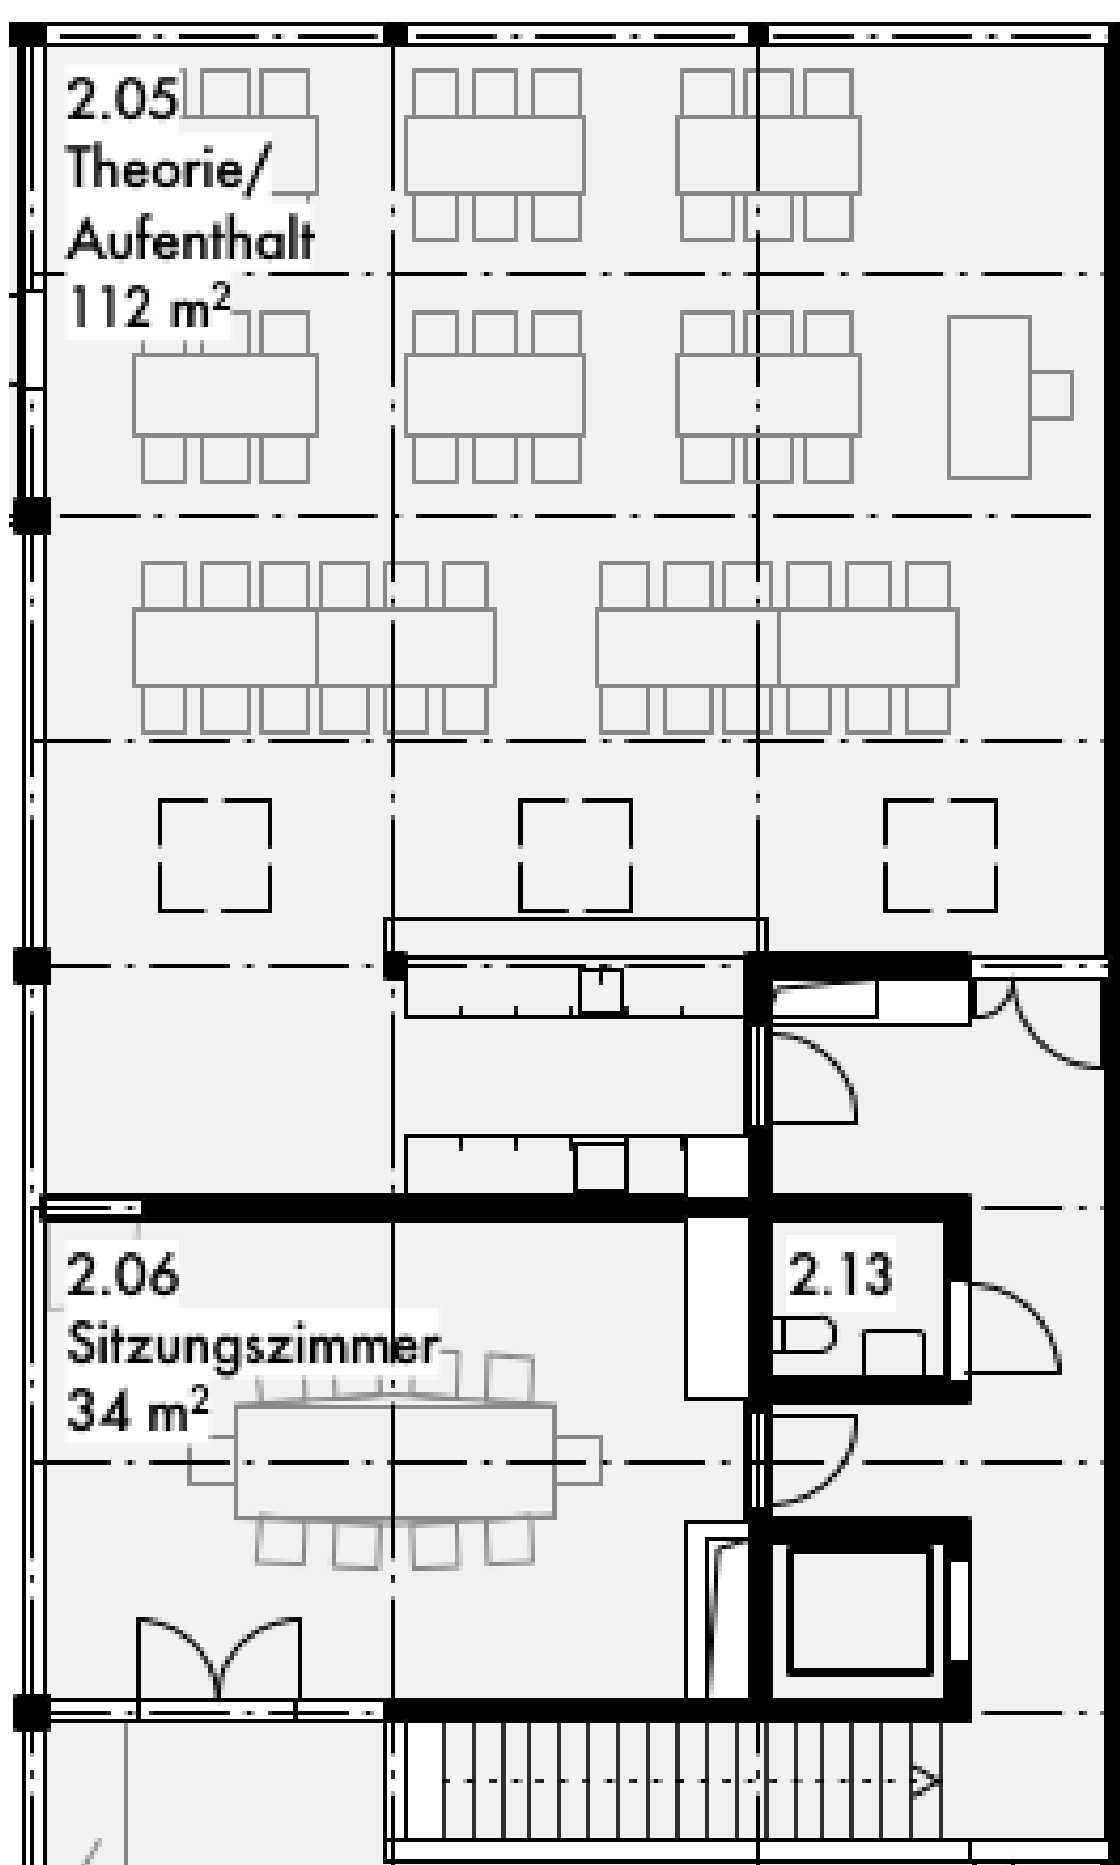 2.05
Theorie/
Aufenthalt
112 m²
2.06
Sitzungszimmer
34 m²
2.13